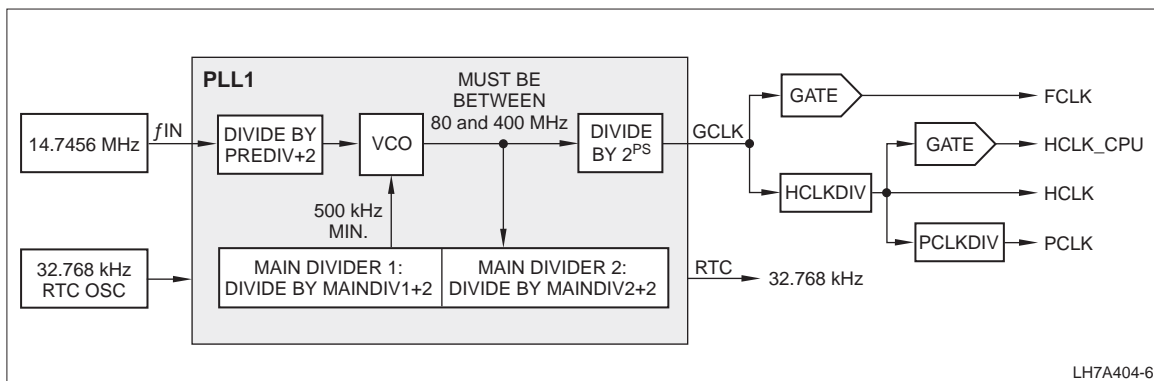 PLL1
14.7456 MHz
ƒIN
DIVIDE BY
PREDIV+2
VCO
MUST BE
BETWEEN
80 and 400 MHz
DIVIDE
BY 2^PS
GCLK
GATE
FCLK
GATE
HCLK_CPU
HCLKDIV
HCLK
PCLKDIV
PCLK
500 kHz
MIN.
32.768 kHz
RTC OSC
MAIN DIVIDER 1:
DIVIDE BY MAINDIV1+2
MAIN DIVIDER 2:
DIVIDE BY MAINDIV2+2
RTC
32.768 kHz
LH7A404-6